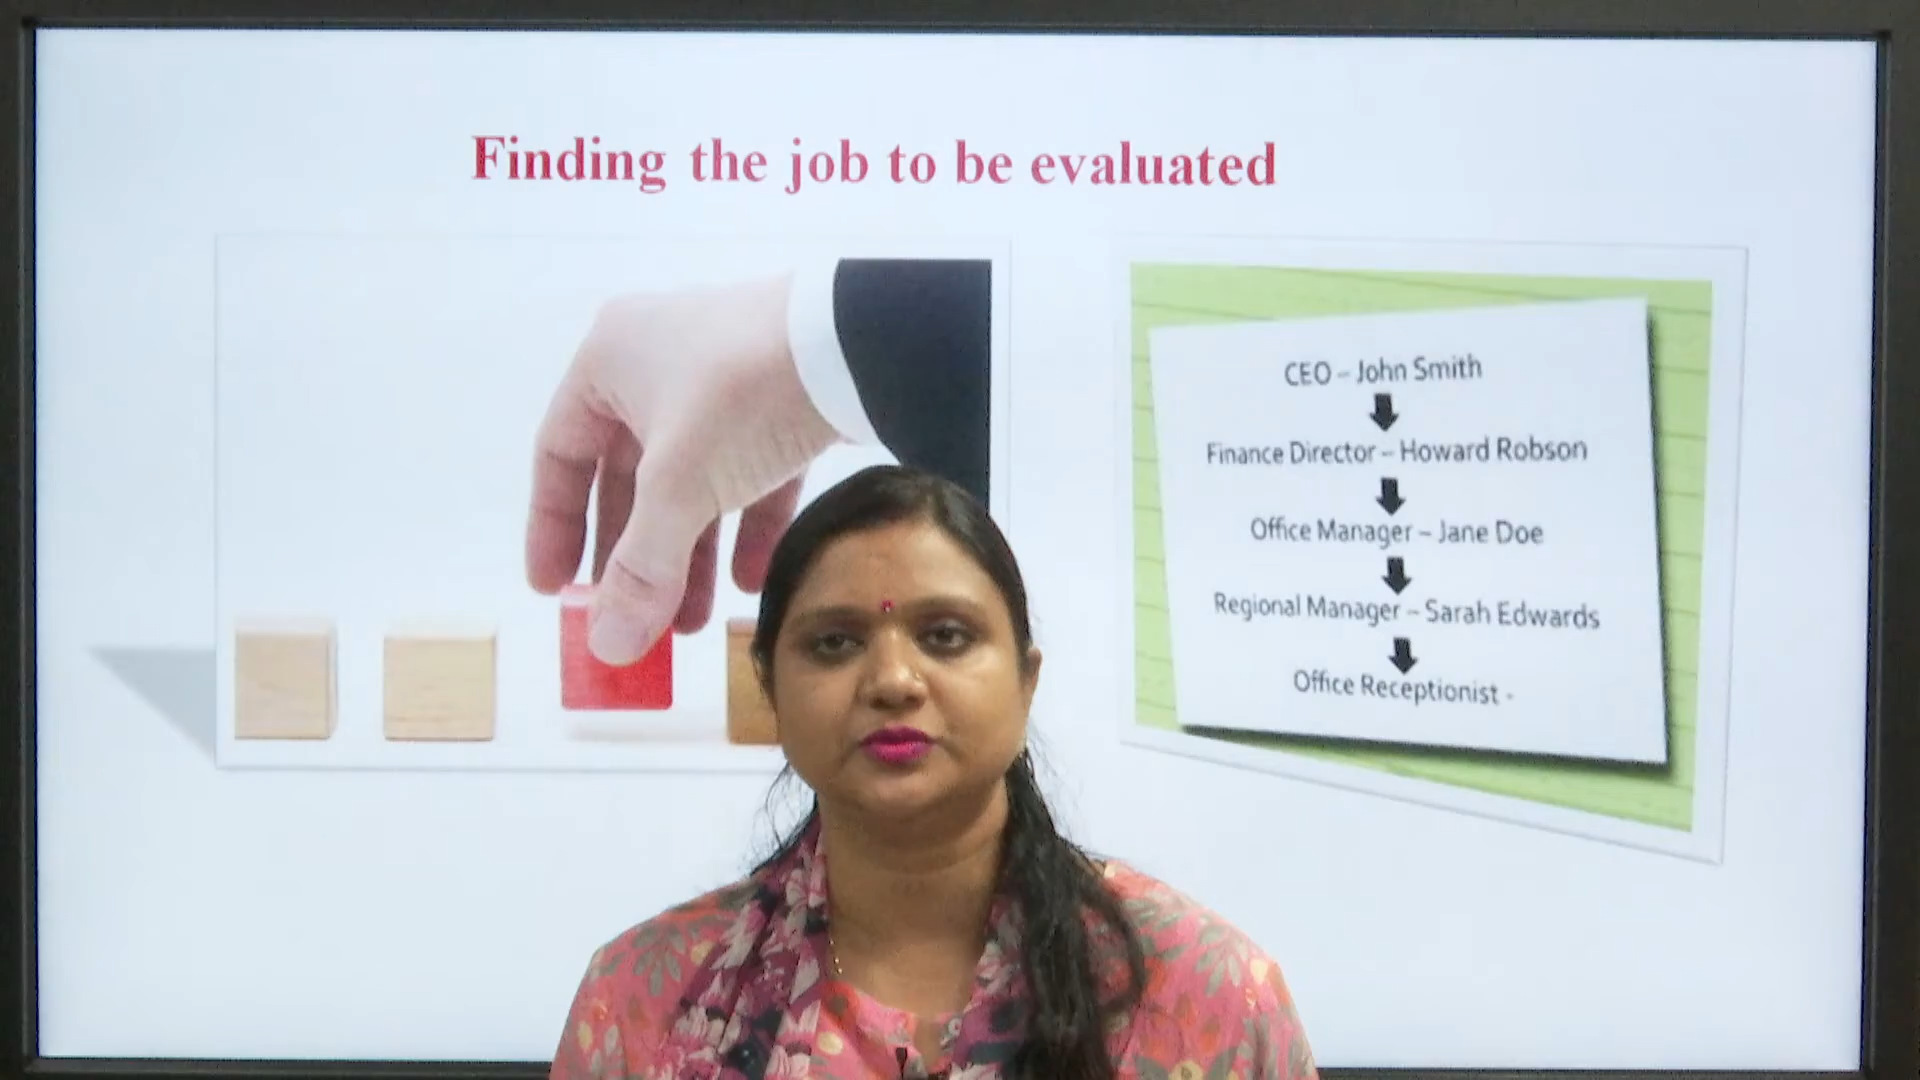 Finding the job to be evaluated
CEO – John Smith
Finance Director – Howard Robson
Office Manager – Jane Doe
Regional Manager – Sarah Edwards
Office Receptionist -